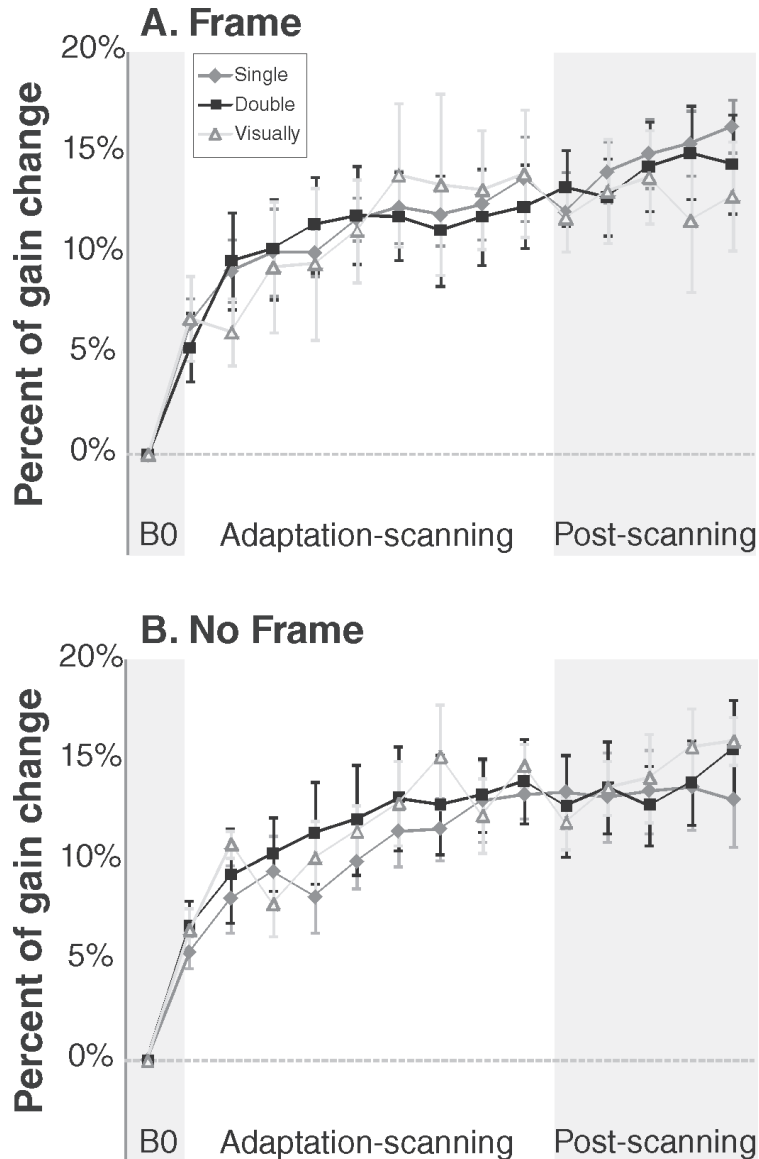 A. Frame
20%
15%
10%
5%
0%
Percent of gain change
Single
Double
Visually
B0 Adaptation-scanning Post-scanning
B. No Frame
20%
15%
10%
5%
0%
Percent of gain change
B0 Adaptation-scanning Post-scanning